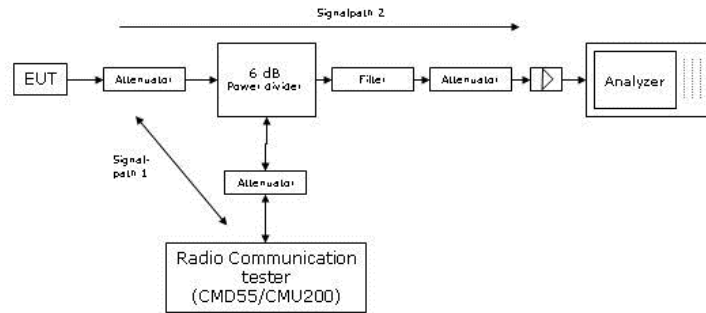 Signalpath 2
EUT
Attenuator
6 dB
Power divider
Filter
Attenuator
Analyzer
Signal-
path 1
Attenuator
Radio Communication
tester
(CMD55/CMU200)